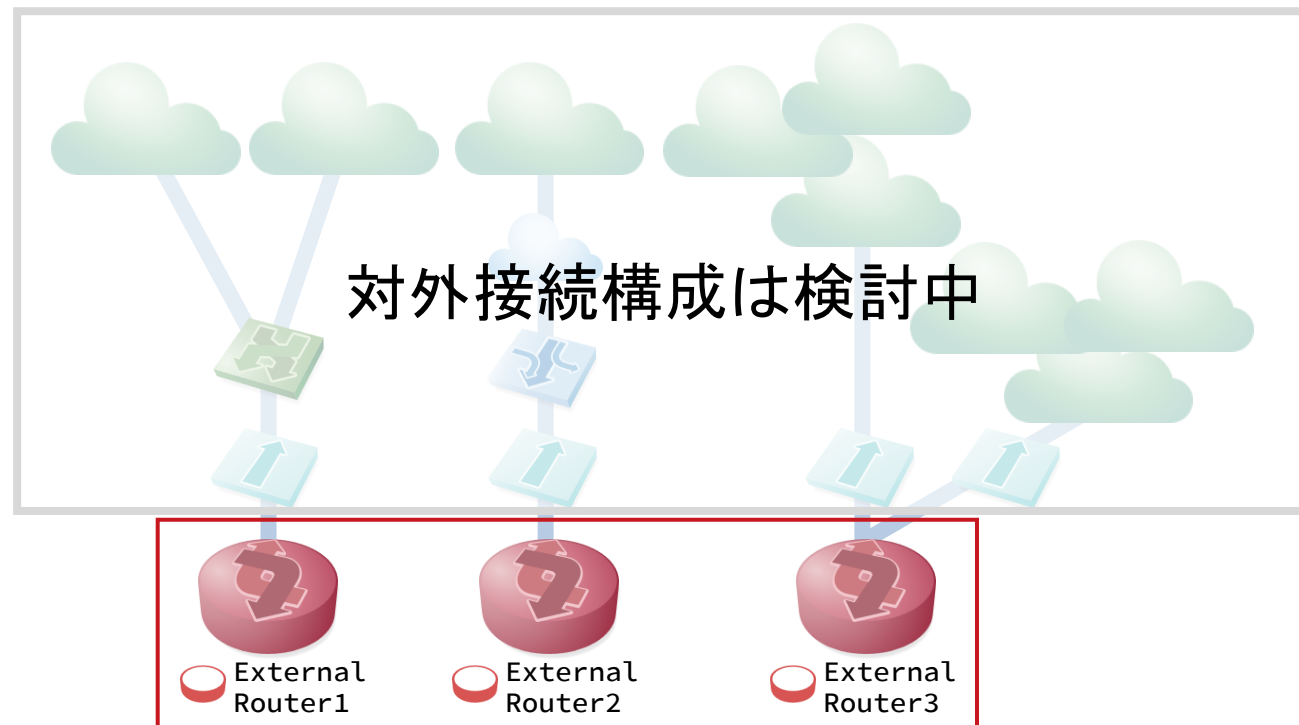 対外接続構成は検討中
External
Router1
External
Router2
External
Router3